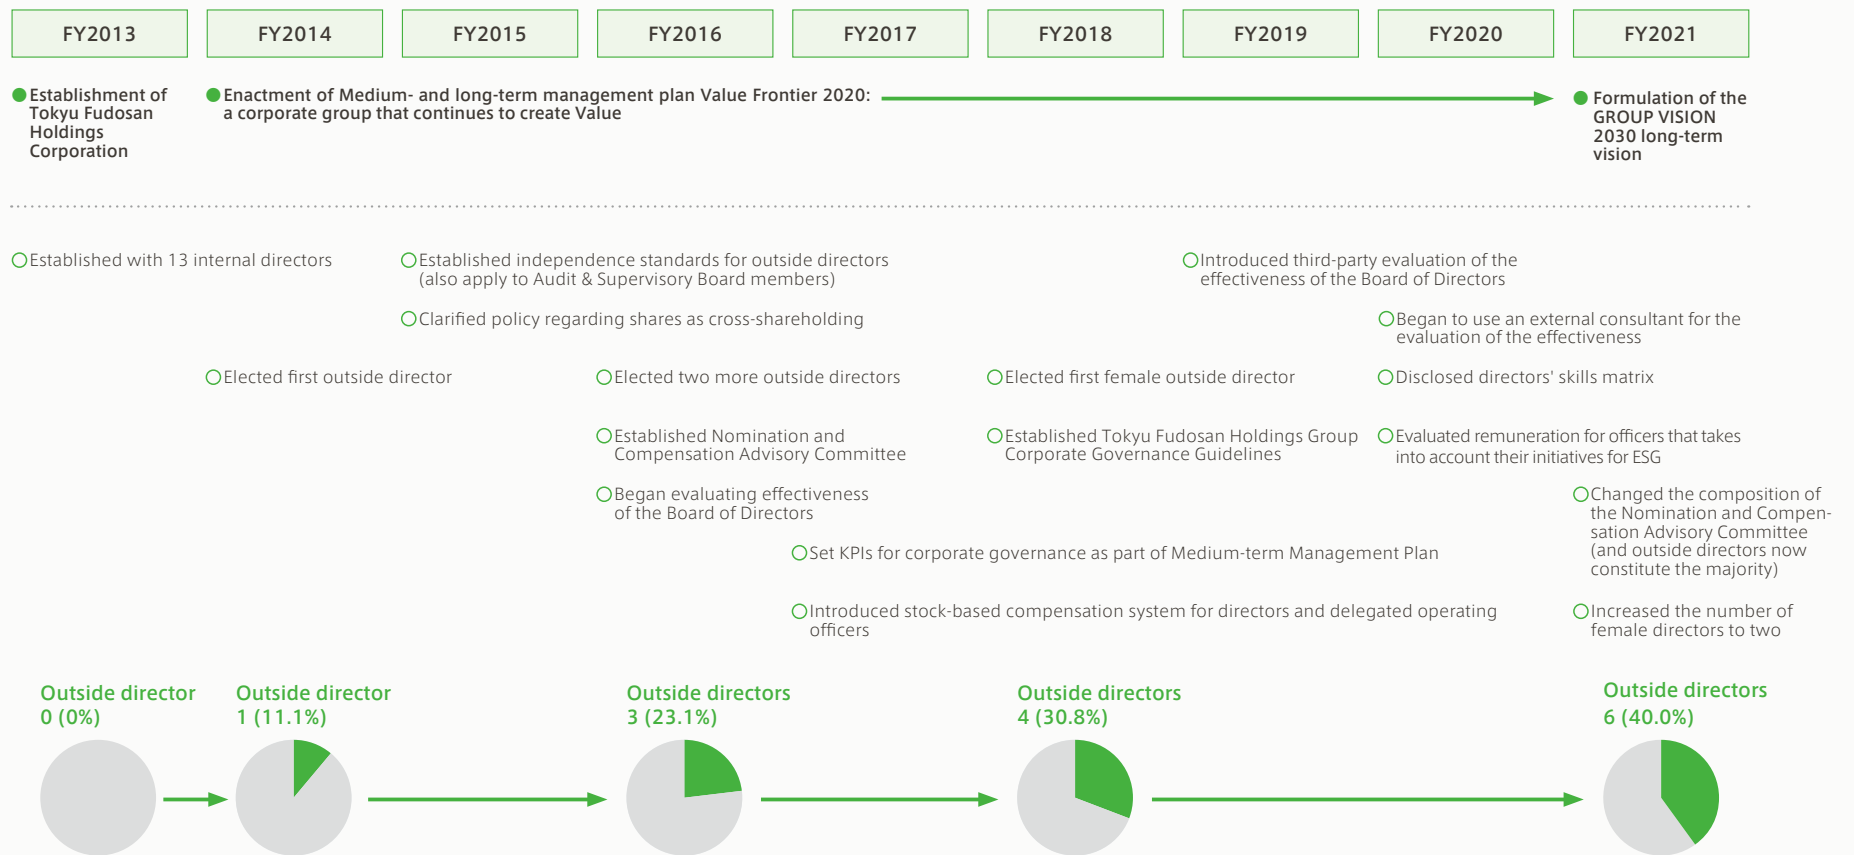 FY2013
FY2014
FY2015
FY2016
FY2017
FY2018
FY2019
FY2020
FY2021
Establishment of
Tokyu Fudosan
Holdings
Corporation
Enactment of Medium- and long-term management plan Value Frontier 2020:
a corporate group that continues to create Value
Formulation of the
GROUP VISION
2030 long-term
vision
Established with 13 internal directors
Established independence standards for outside directors
(also apply to Audit & Supervisory Board members)
Introduced third-party evaluation of the
effectiveness of the Board of Directors
Clarified policy regarding shares as cross-shareholding
Began to use an external consultant for the
evaluation of the effectiveness
Elected first outside director
Elected two more outside directors
Elected first female outside director
Disclosed directors' skills matrix
Established Nomination and
Compensation Advisory Committee
Established Tokyu Fudosan Holdings Group
Corporate Governance Guidelines
Evaluated remuneration for officers that takes
into account their initiatives for ESG
Began evaluating effectiveness
of the Board of Directors
Changed the composition of
the Nomination and Compen-
sation Advisory Committee
(and outside directors now
constitute the majority)
Set KPIs for corporate governance as part of Medium-term Management Plan
Introduced stock-based compensation system for directors and delegated operating
officers
Increased the number of
female directors to two
Outside director
0 (0%)
Outside director
1 (11.1%)
Outside directors
3 (23.1%)
Outside directors
4 (30.8%)
Outside directors
6 (40.0%)